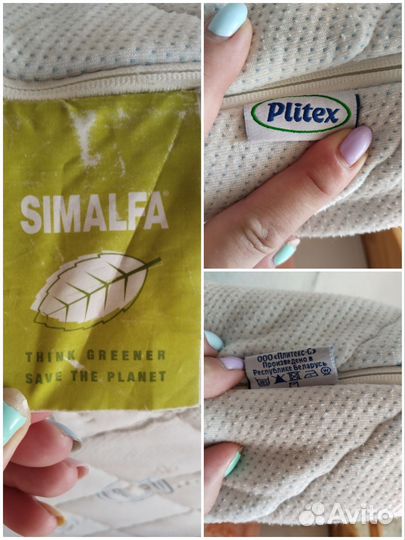 SIMALFA
THINK GREENER
SAVE THE PLANET
Plitex
ООО «Плитекс-С»
Произведено в
Республике Беларусь
Avito